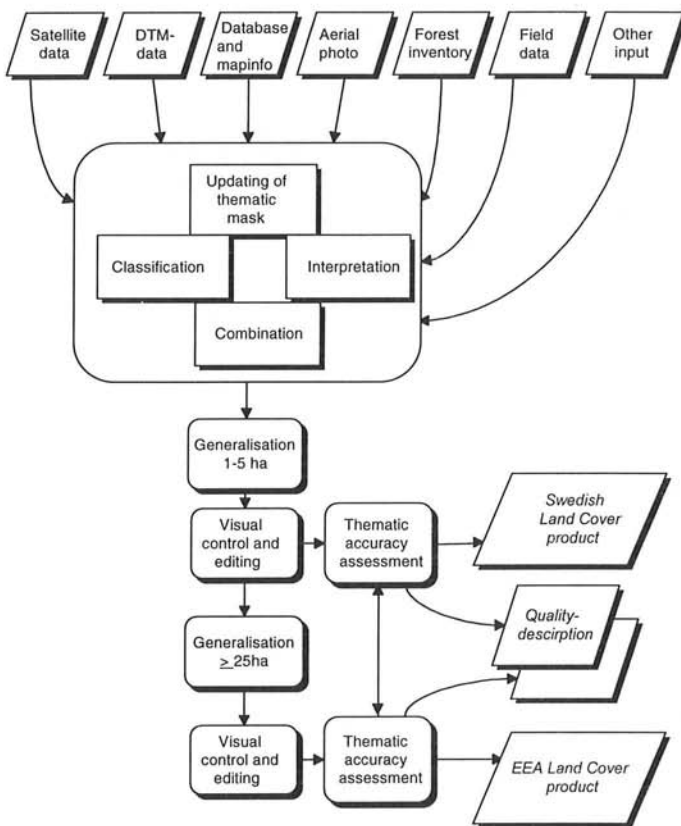 Satellite
data
DTM-
data
Database
and
mapinfo
Aerial
photo
Forest
inventory
Field
data
Other
input
Updating of
thematic
mask
Classification
Interpretation
Combination
Generalisation
1-5 ha
Visual
control and
editing
Thematic
accuracy
assessment
Swedish
Land Cover
product
Quality-
descirption
Generalisation
≥ 25ha
Visual
control and
editing
Thematic
accuracy
assessment
EEA Land Cover
product